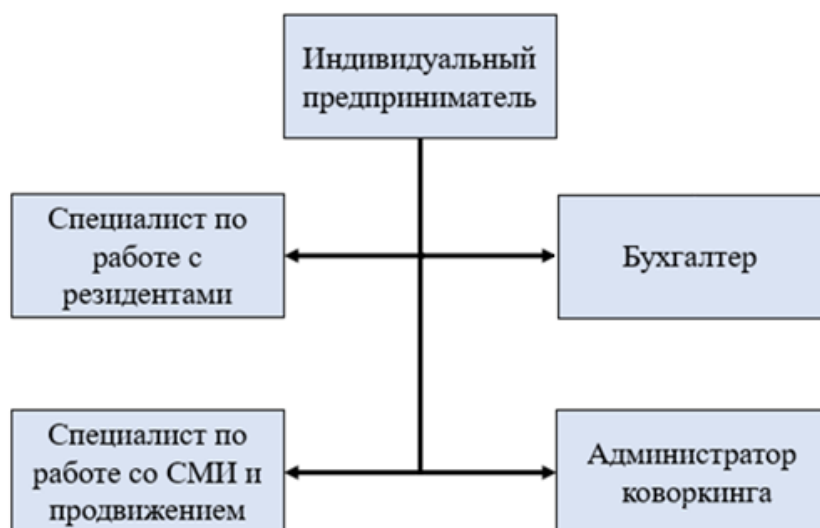 Индивидуальный
предприниматель
Специалист по
работе с
резидентами
Бухгалтер
Специалист по
работе со СМИ и
продвижением
Администратор
коворкинга